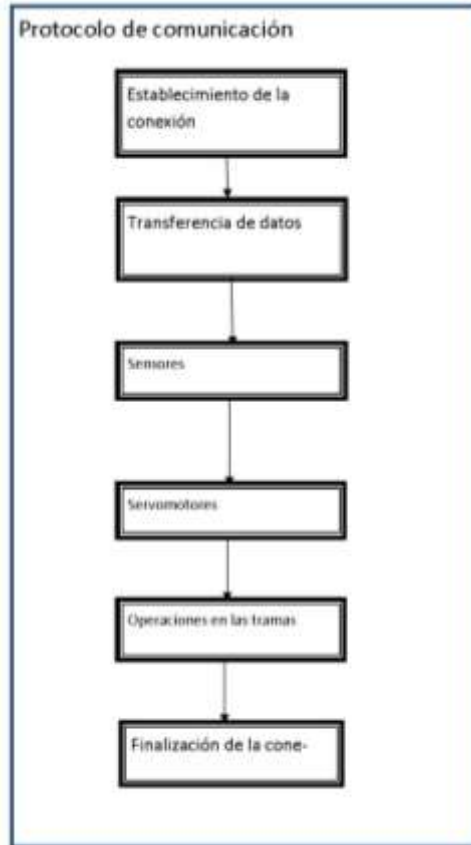 Protocolo de comunicación
Establecimiento de la
conexión
Transferencia de datos
Sensores
Servomotores
Operaciones en las tramas
Finalización de la cone-